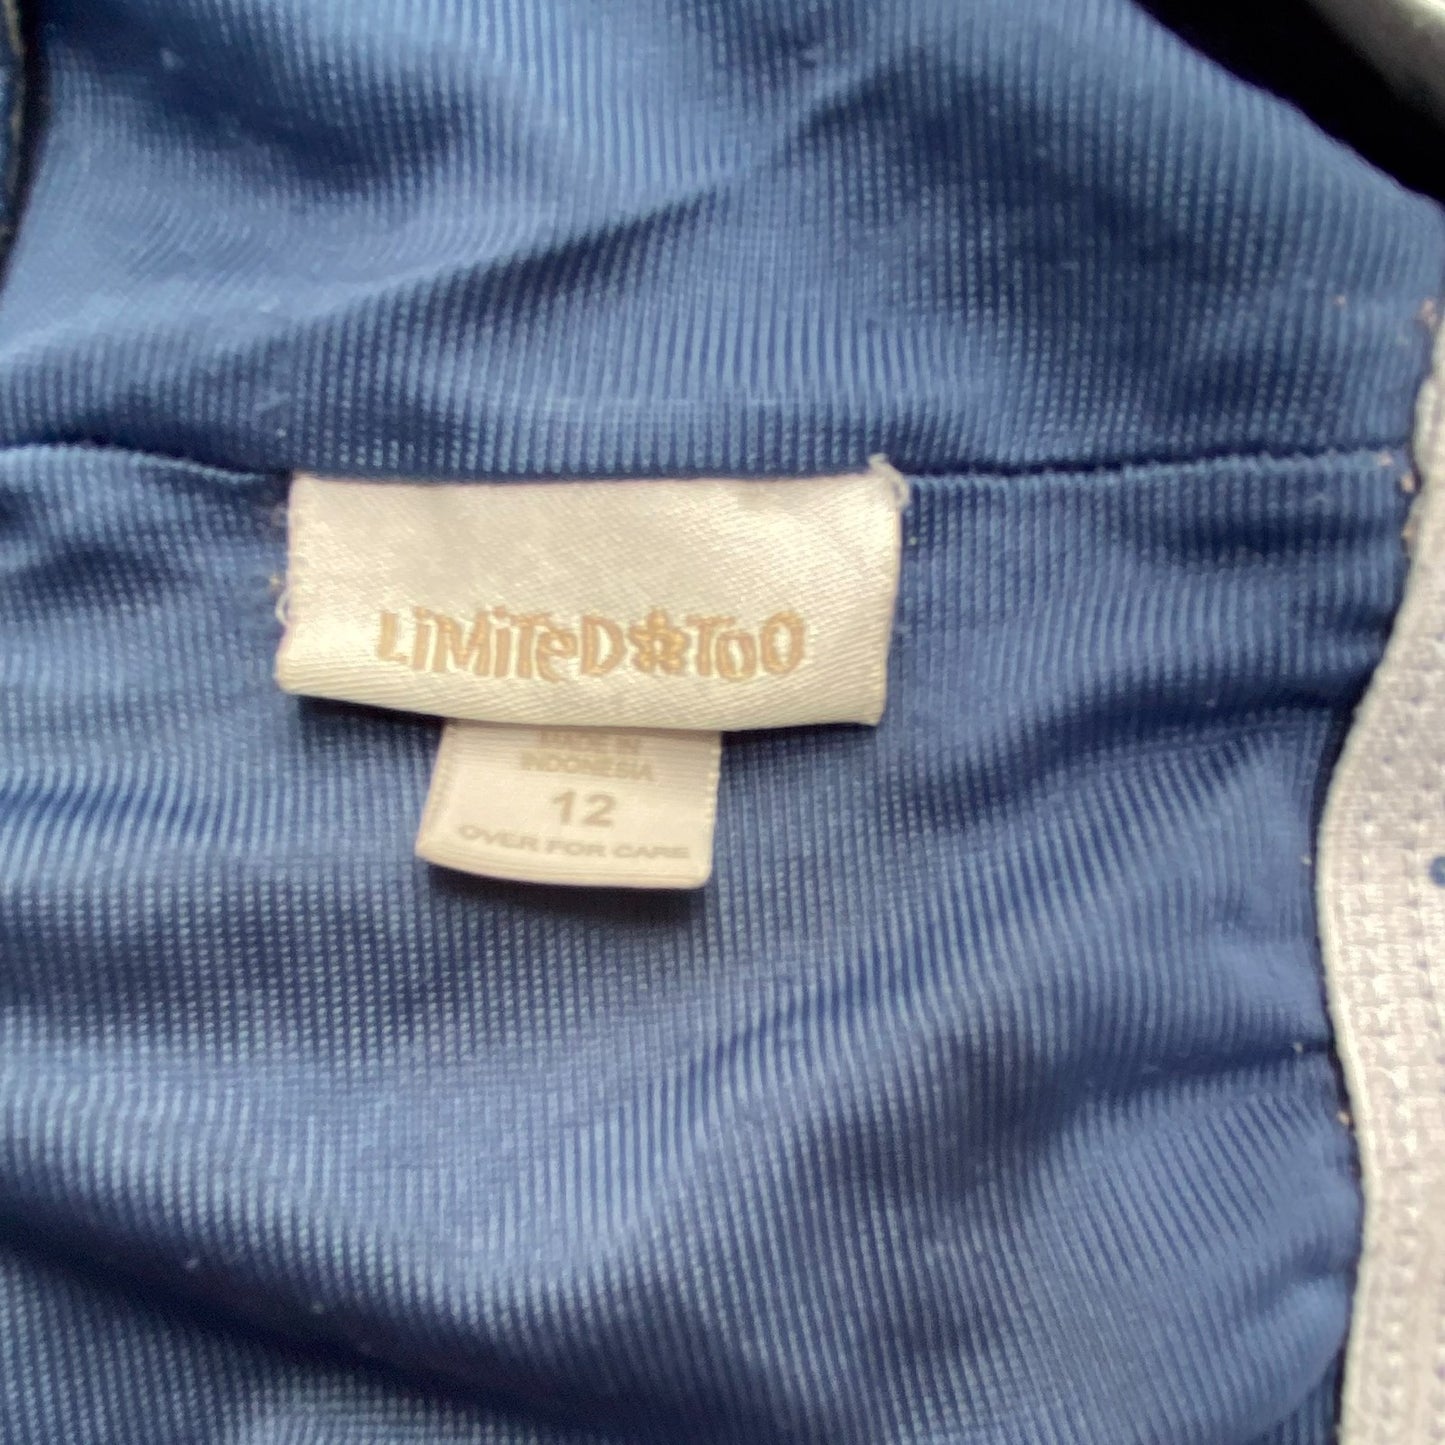 LiMiTeD TOO
MADE IN
INDONESIA
12
OVER FOR CARE